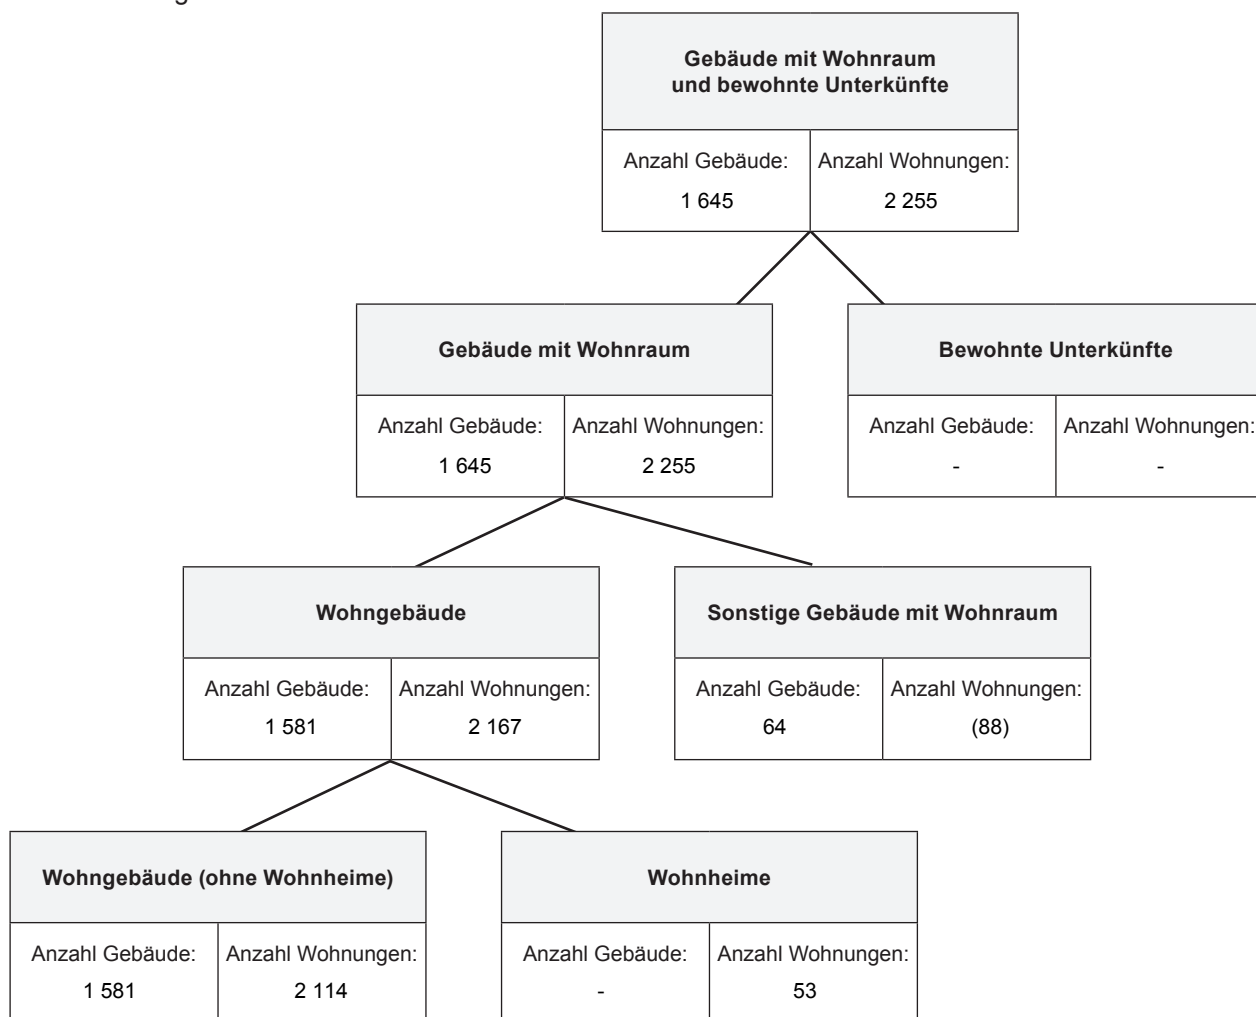 Gebäude mit Wohnraum
und bewohnte Unterkünfte
Anzahl Gebäude: Anzahl Wohnungen:
1 645 2 255
Gebäude mit Wohnraum Bewohnte Unterkünfte
Anzahl Gebäude: Anzahl Wohnungen: Anzahl Gebäude: Anzahl Wohnungen:
1 645 2 255 - -
Wohngebäude Sonstige Gebäude mit Wohnraum
Anzahl Gebäude: Anzahl Wohnungen: Anzahl Gebäude: Anzahl Wohnungen:
1 581 2 167 64 (88)
Wohngebäude (ohne Wohnheime) Wohnheime
Anzahl Gebäude: Anzahl Wohnungen: Anzahl Gebäude: Anzahl Wohnungen:
1 581 2 114 - 53